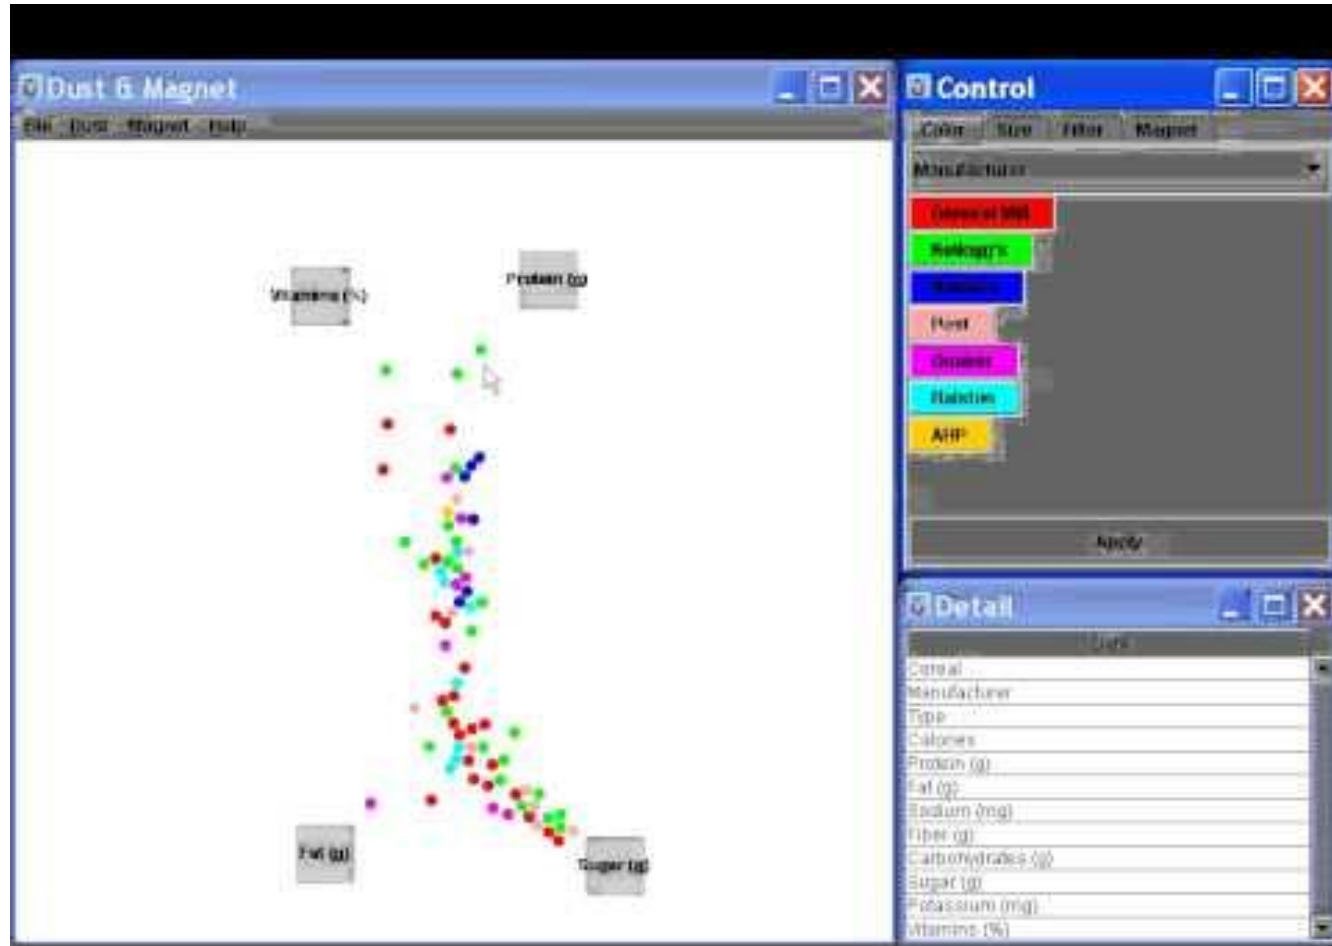 Dust & Magnet
File Dust Magnet Help
Vitamins (%)
Protein (g)
Fat (g)
Sugar (g)
Control
Color Size Filter Magnet
Manufacturer
General Mill
Kellogg's
Post
Quaker
Ralston
AHP
Apply
Detail
Cereal
Manufacturer
Type
Calories
Protein (g)
Fat (g)
Sodium (mg)
Fiber (g)
Carbohydrates (g)
Sugar (g)
Potassium (mg)
Vitamins (%)